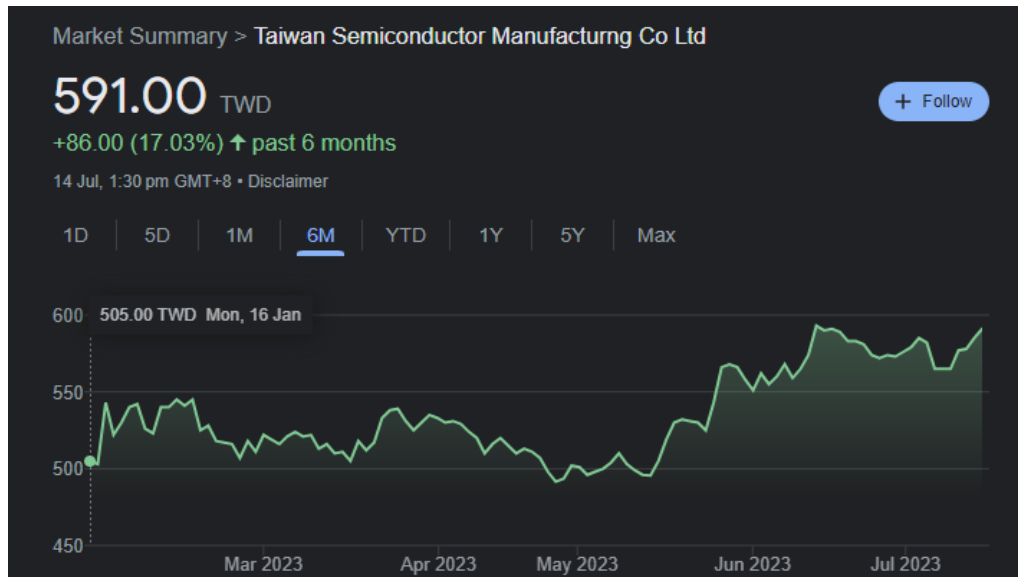 Market Summary > Taiwan Semiconductor Manufacturng Co Ltd
591.00 TWD
+ Follow
+86.00 (17.03%) ↑ past 6 months
14 Jul, 1:30 pm GMT+8 • Disclaimer
1D 5D 1M 6M YTD 1Y 5Y Max
600 505.00 TWD Mon, 16 Jan
550
500
450
Mar 2023 Apr 2023 May 2023 Jun 2023 Jul 2023